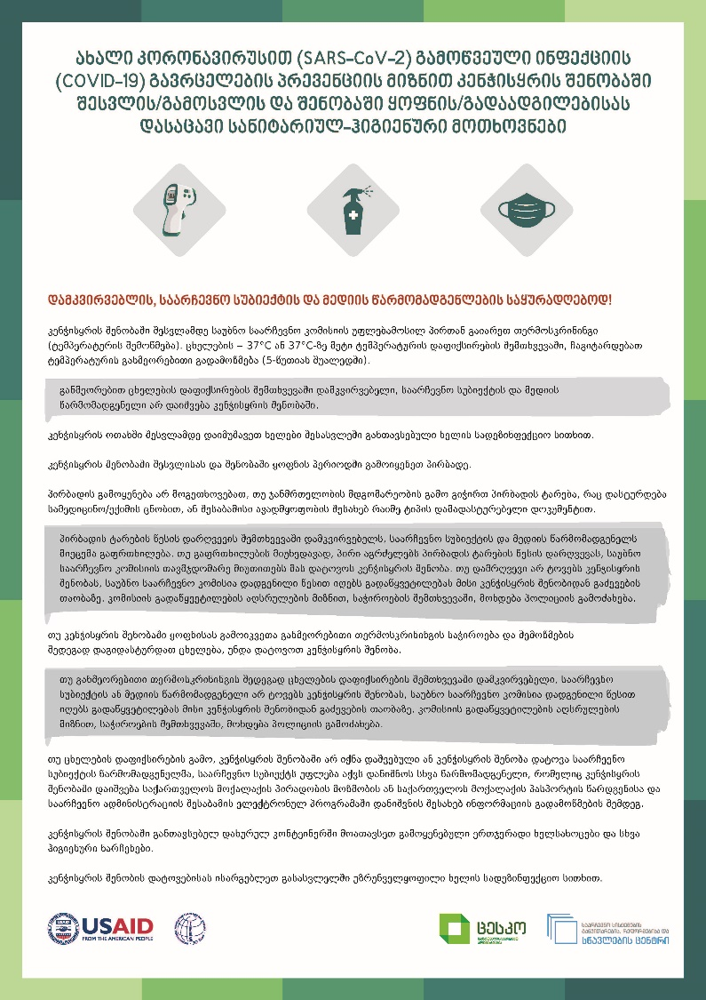 ახალი კორონავირუსით (SARS-CoV-2) გამოწვეული ინფექციის
(COVID-19) გავრცელების პრევენციის მიზნით კენჭისყრის შენობაში
შესვლის/გამოსვლის და შენობაში ყოფნის/გადაადგილებისას
დასაცავი სანიტარიულ-ჰიგიენური მოთხოვნები
დამკვირვებლის, საარჩევნო სუბიექტის და მედიის წარმომადგენლების საყურადღებოდ!
კენჭისყრის შენობაში შესვლამდე საუბნო საარჩევნო კომისიის უფლებამოსილ პირთან გაიარეთ თერმოსკრინინგი
(ტემპერატურის შემოწმება). ცხელების – 37°C ან 37°C-ზე მეტი ტემპერატურის დაფიქსირების შემთხვევაში, ჩაგიტარდებათ
ტემპერატურის განმეორებითი გადამოწმება (5-წუთიან შუალედში).
განმეორებით ცხელების დაფიქსირების შემთხვევაში დამკვირვებელი, საარჩევნო სუბიექტის და მედიის
წარმომადგენელი არ დაიშვება კენჭისყრის შენობაში.
კენჭისყრის ოთახში შესვლამდე დაიმუშავეთ ხელები შესასვლელში განთავსებული ხელის სადეზინფექციო სითხით.
კენჭისყრის შენობაში შესვლისას და შენობაში ყოფნის პერიოდში გამოიყენეთ პირბადე.
პირბადის გამოყენება არ მოგეთხოვებათ, თუ ჯანმრთელობის მდგომარეობის გამო გიჭირთ პირბადის ტარება, რაც დასტურდება
სამედიცინო/ექიმის ცნობით, ან შესაბამისი ავადმყოფობის შესახებ რაიმე ტიპის დამადასტურებელი დოკუმენტით.
პირბადის ტარების წესის დარღვევის შემთხვევაში დამკვირვებელს, საარჩევნო სუბიექტის და მედიის წარმომადგენელს
მიეცემა გაფრთხილება. თუ გაფრთხილების მიუხედავად, პირი აგრძელებს პირბადის ტარების წესის დარღვევას, საუბნო
საარჩევნო კომისიის თავმჯდომარე მიუთითებს მას დატოვოს კენჭისყრის შენობა. თუ დამრღვევი არ ტოვებს კენჭისყრის
შენობას, საუბნო საარჩევნო კომისია დადგენილი წესით იღებს გადაწყვეტილებას მისი კენჭისყრის შენობიდან გაძევების
თაობაზე. კომისიის გადაწყვეტილების აღსრულების მიზნით, საჭიროების შემთხვევაში, მოხდება პოლიციის გამოძახება.
თუ კენჭისყრის შენობაში ყოფნისას გამოიკვეთა განმეორებითი თერმოსკრინინგის საჭიროება და შემოწმების
შედეგად დაგიდასტურდათ ცხელება, უნდა დატოვოთ კენჭისყრის შენობა.
თუ განმეორებითი თერმოსკრინინგის შედეგად ცხელების დაფიქსირების შემთხვევაში დამკვირვებელი, საარჩევნო
სუბიექტის ან მედიის წარმომადგენელი არ ტოვებს კენჭისყრის შენობას, საუბნო საარჩევნო კომისია დადგენილი წესით
იღებს გადაწყვეტილებას მისი კენჭისყრის შენობიდან გაძევების თაობაზე. კომისიის გადაწყვეტილების აღსრულების
მიზნით, საჭიროების შემთხვევაში, მოხდება პოლიციის გამოძახება.
თუ ცხელების დაფიქსირების გამო, კენჭისყრის შენობაში არ იქნა დაშვებული ან კენჭისყრის შენობა დატოვა საარჩევნო
სუბიექტის წარმომადგენელმა, საარჩევნო სუბიექტს უფლება აქვს დანიშნოს სხვა წარმომადგენელი, რომელიც კენჭისყრის
შენობაში დაიშვება საქართველოს მოქალაქის პირადობის მოწმობის ან საქართველოს მოქალაქის პასპორტის წარდგენისა და
საარჩევნო ადმინისტრაციის შესაბამის ელექტრონულ პროგრამაში დანიშვნის შესახებ ინფორმაციის გადამოწმების შემდეგ.
კენჭისყრის შენობაში განთავსებულ დახურულ კონტეინერში მოათავსეთ გამოყენებული ერთჯერადი ხელსახოცები და სხვა
ჰიგიენური ნარჩენები.
კენჭისყრის შენობის დატოვებისას ისარგებლეთ გასასვლელში უზრუნველყოფილი ხელის სადეზინფექციო სითხით.
USAID
FROM THE AMERICAN PEOPLE
ცესკო
საარჩევნო სისტემების
განვითარების, რეფორმებისა და
სწავლების ცენტრი